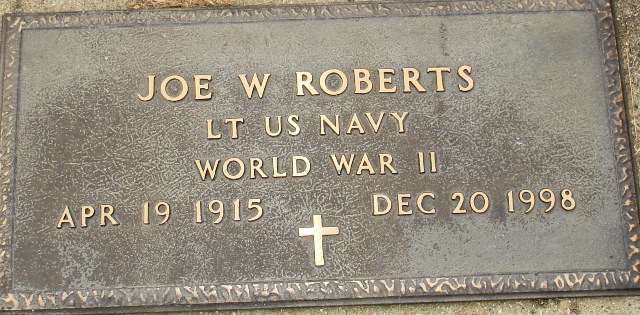 JOE W ROBERTS
LT US NAVY
WORLD WAR II
APR 19 1915 DEC 20 1998